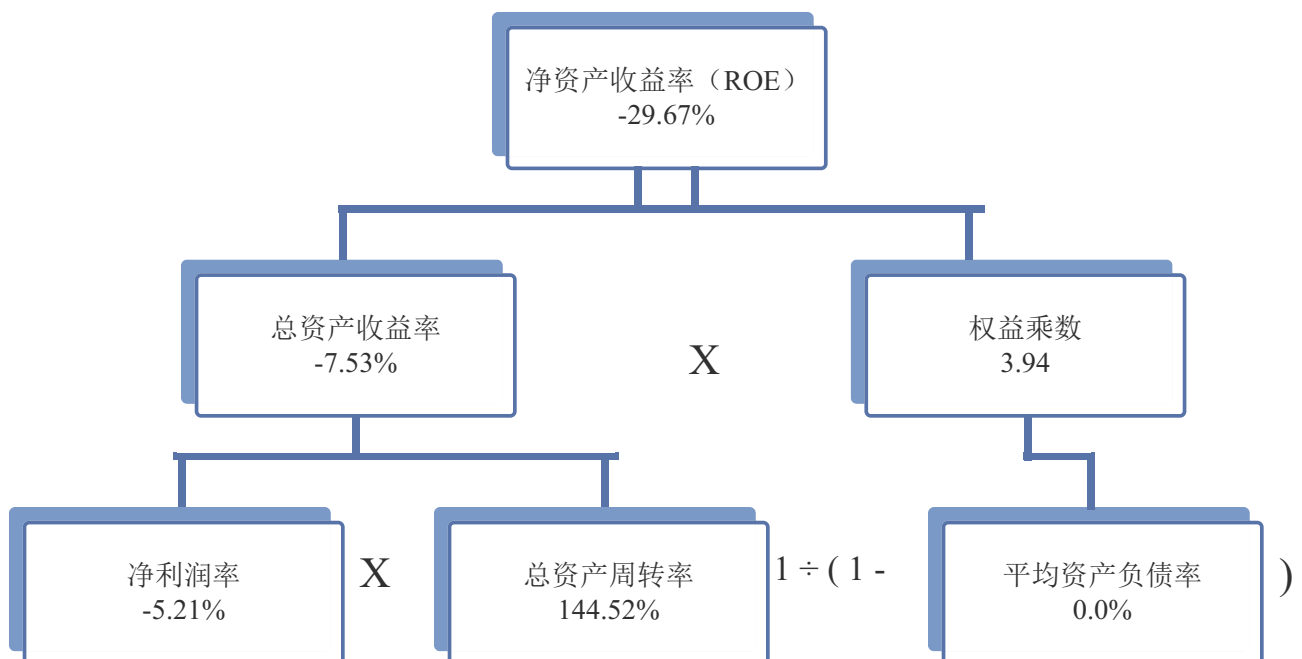 净资产收益率（ROE）
-29.67%
总资产收益率
-7.53%
X
权益乘数
3.94
净利润率
-5.21%
X
总资产周转率
144.52%
1 ÷ ( 1 -
平均资产负债率
0.0%
)